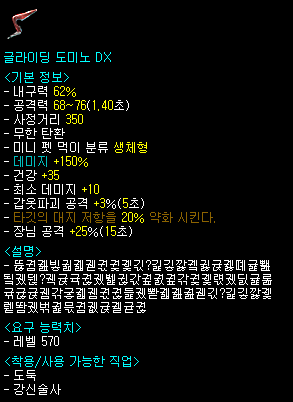 글라이딩 도미노 DX
<기본 정보>
- 내구력 62%
- 공격력 68~76(1.40초)
- 사정거리 350
- 무한 탄환
- 미니 펫 먹이 분류 생체형
- 데미지 +150%
- 건강 +35
- 최소 데미지 +10
- 갑옷파괴 공격 +3%(5초)
- 타깃의 대지 저항을 20% 약화 시킨다.
- 장님 공격 +25%(15초)
<설명>
<요구 능력치>
- 레벨 570
<착용/사용 가능한 직업>
- 도둑
- 강신술사